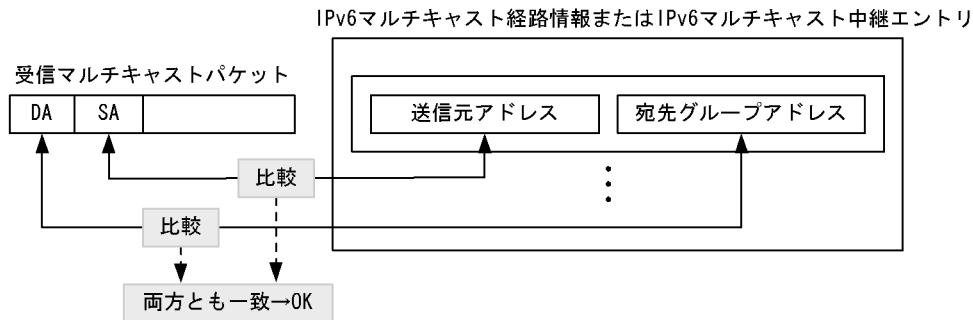 IPv6マルチキャスト経路情報またはIPv6マルチキャスト中継エントリ
受信マルチキャストパケット
DA
SA
送信元アドレス
宛先グループアドレス
比較
比較
両方とも一致→OK